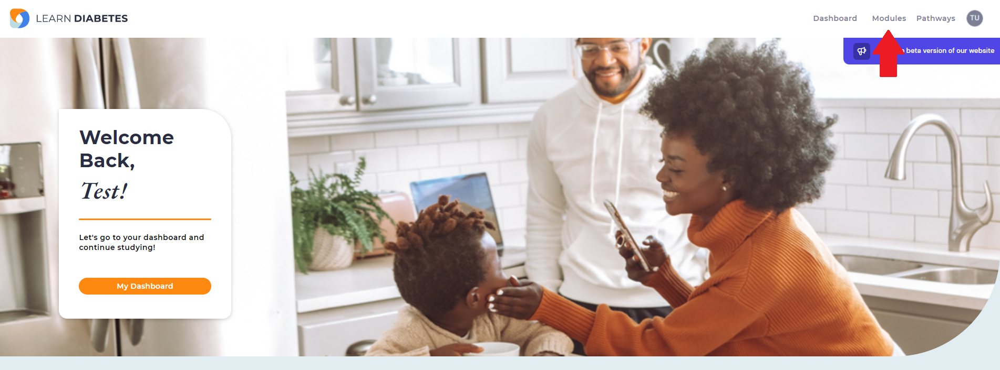 LEARN DIABETES
Dashboard Modules Pathways TU
beta version of our website
Welcome
Back,
Test!
Let's go to your dashboard and
continue studying!
My Dashboard